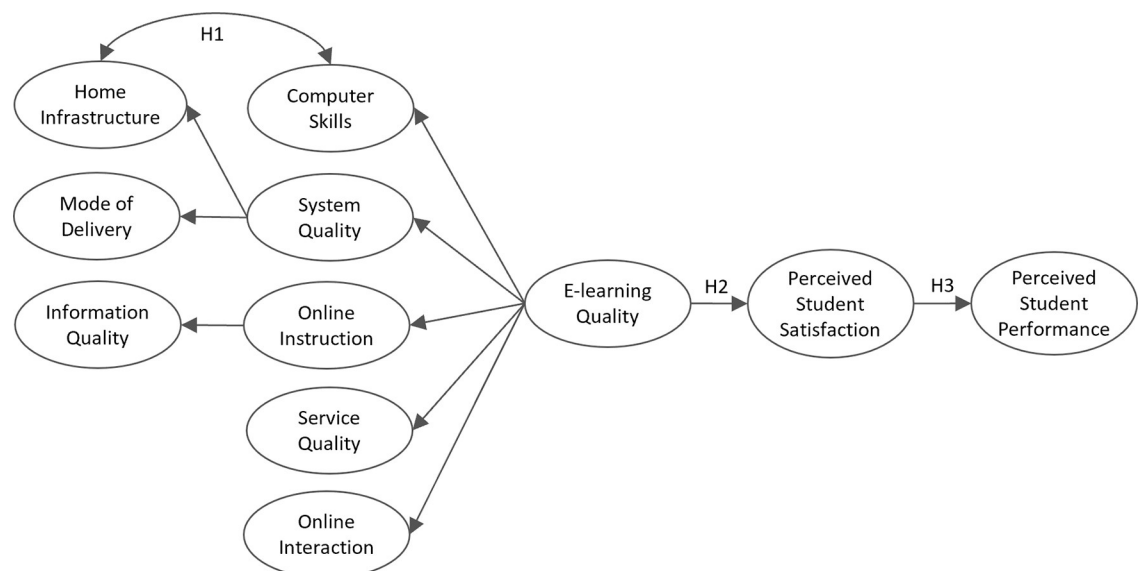 H1
Home
Infrastructure
Computer
Skills
Mode of
Delivery
System
Quality
Information
Quality
Online
Instruction
E-learning
Quality
H2
Perceived
Student
Satisfaction
H3
Perceived
Student
Performance
Service
Quality
Online
Interaction